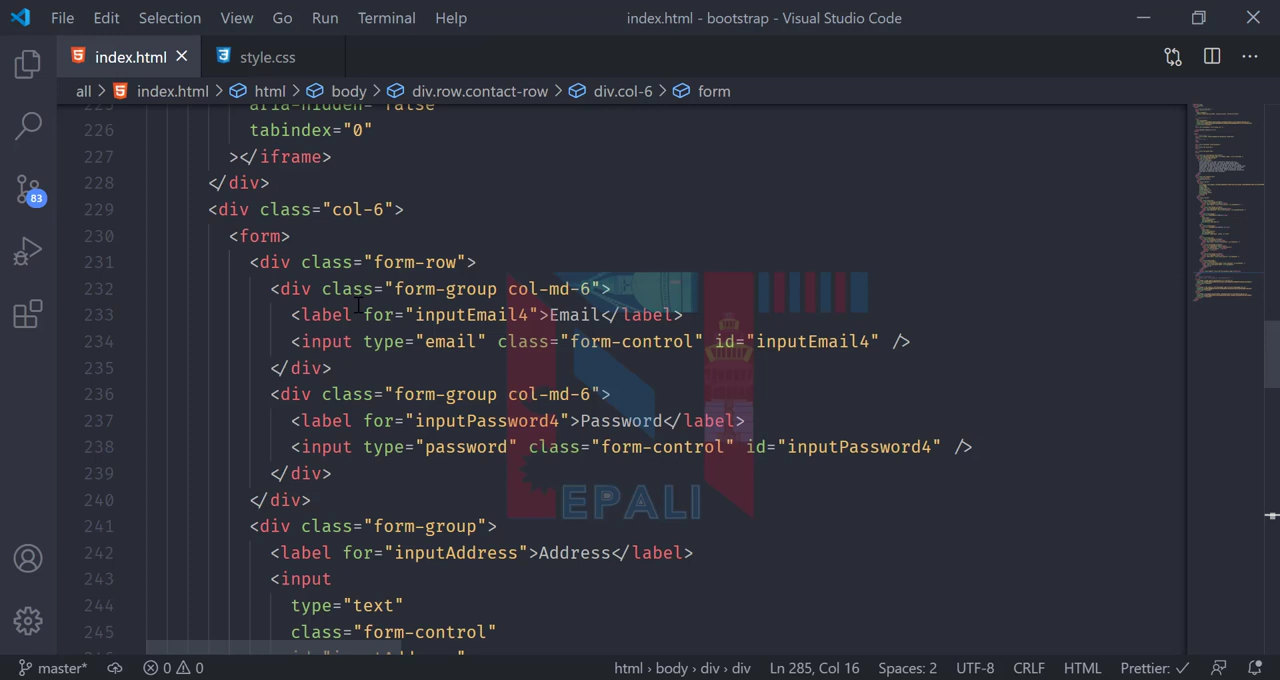 File Edit Selection View Go Run Terminal Help index.html - bootstrap - Visual Studio Code
index.html style.css
all > index.html > html > body > div.row.contact-row > div.col-6 > form
225 aria-hidden="false"
226 tabindex="0"
227 ></iframe>
228 </div>
229 <div class="col-6">
230 <form>
231 <div class="form-row">
232 <div class="form-group col-md-6">
233 <label for="inputEmail4">Email</label>
234 <input type="email" class="form-control" id="inputEmail4" />
235 </div>
236 <div class="form-group col-md-6">
237 <label for="inputPassword4">Password</label>
238 <input type="password" class="form-control" id="inputPassword4" />
239 </div>
240 </div>
241 <div class="form-group">
242 <label for="inputAddress">Address</label>
243 <input
244 type="text"
245 class="form-control"
83
EPALI
master* 0 0 html › body › div › div Ln 285, Col 16 Spaces: 2 UTF-8 CRLF HTML Prettier: ✓